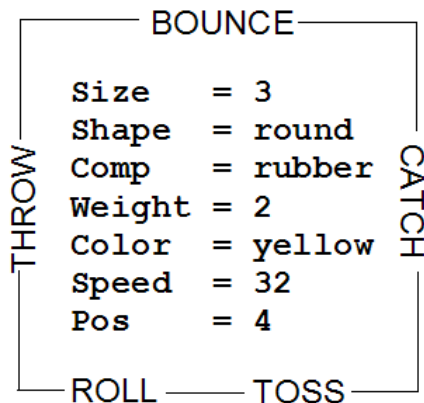 BOUNCE
Size = 3
Shape = round
Comp = rubber
Weight = 2
Color = yellow
Speed = 32
Pos = 4
THROW
CATCH
ROLL TOSS